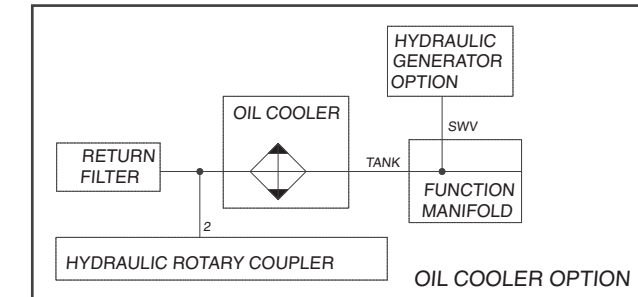 HYDRAULIC
GENERATOR
OPTION
OIL COOLER
SWV
RETURN
FILTER
TANK
FUNCTION
MANIFOLD
2
HYDRAULIC ROTARY COUPLER
OIL COOLER OPTION